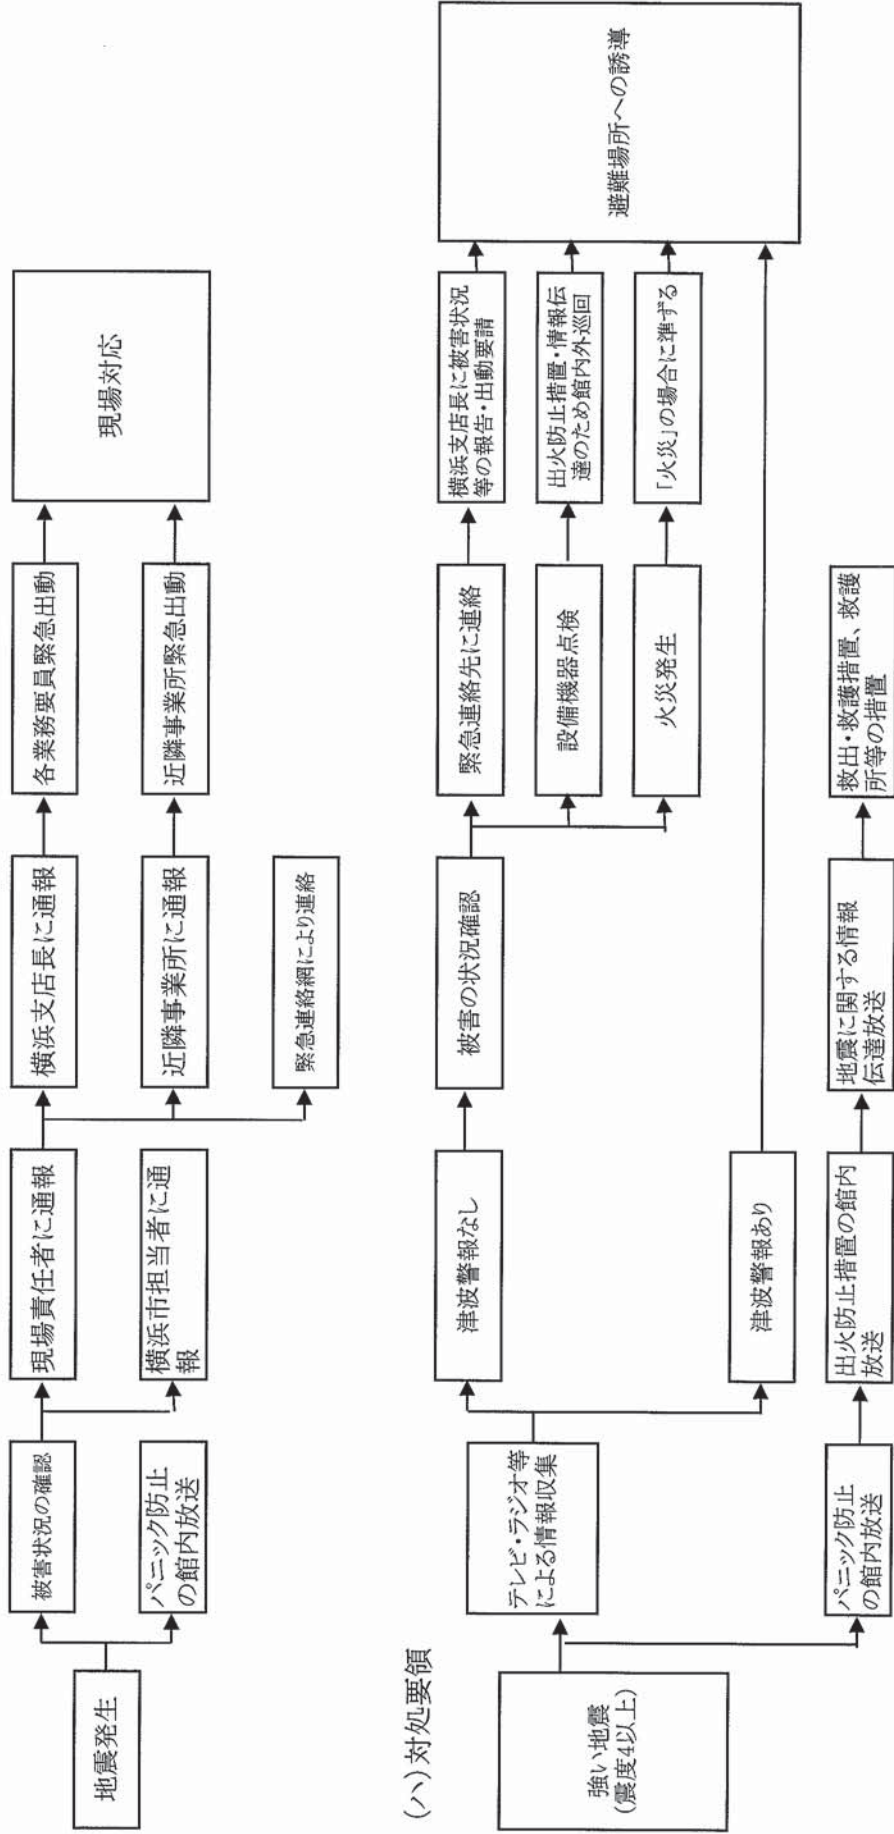 地震発生
被害状況の確認
パニック防止
の館内放送
現場責任者に通報
横浜市担当者に通
報
横浜支店長に通報
近隣事業所に通報
緊急連絡網により連絡
各業務要員緊急出動
近隣事業所緊急出動
現場対応
(ハ)対処要領
強い地震
(震度4以上)
テレビ・ラジオ等
による情報収集
パニック防止
の館内放送
津波警報なし
津波警報あり
出火防止措置の館内
放送
被害の状況確認
地震に関する情報
伝達放送
緊急連絡先に連絡
設備機器点検
火災発生
救出・救護措置、救護
所等の措置
横浜支店長に被害状況
等の報告・出動要請
出火防止措置・情報伝
達のため館内外巡回
「火災」の場合に準ずる
避難場所への誘導